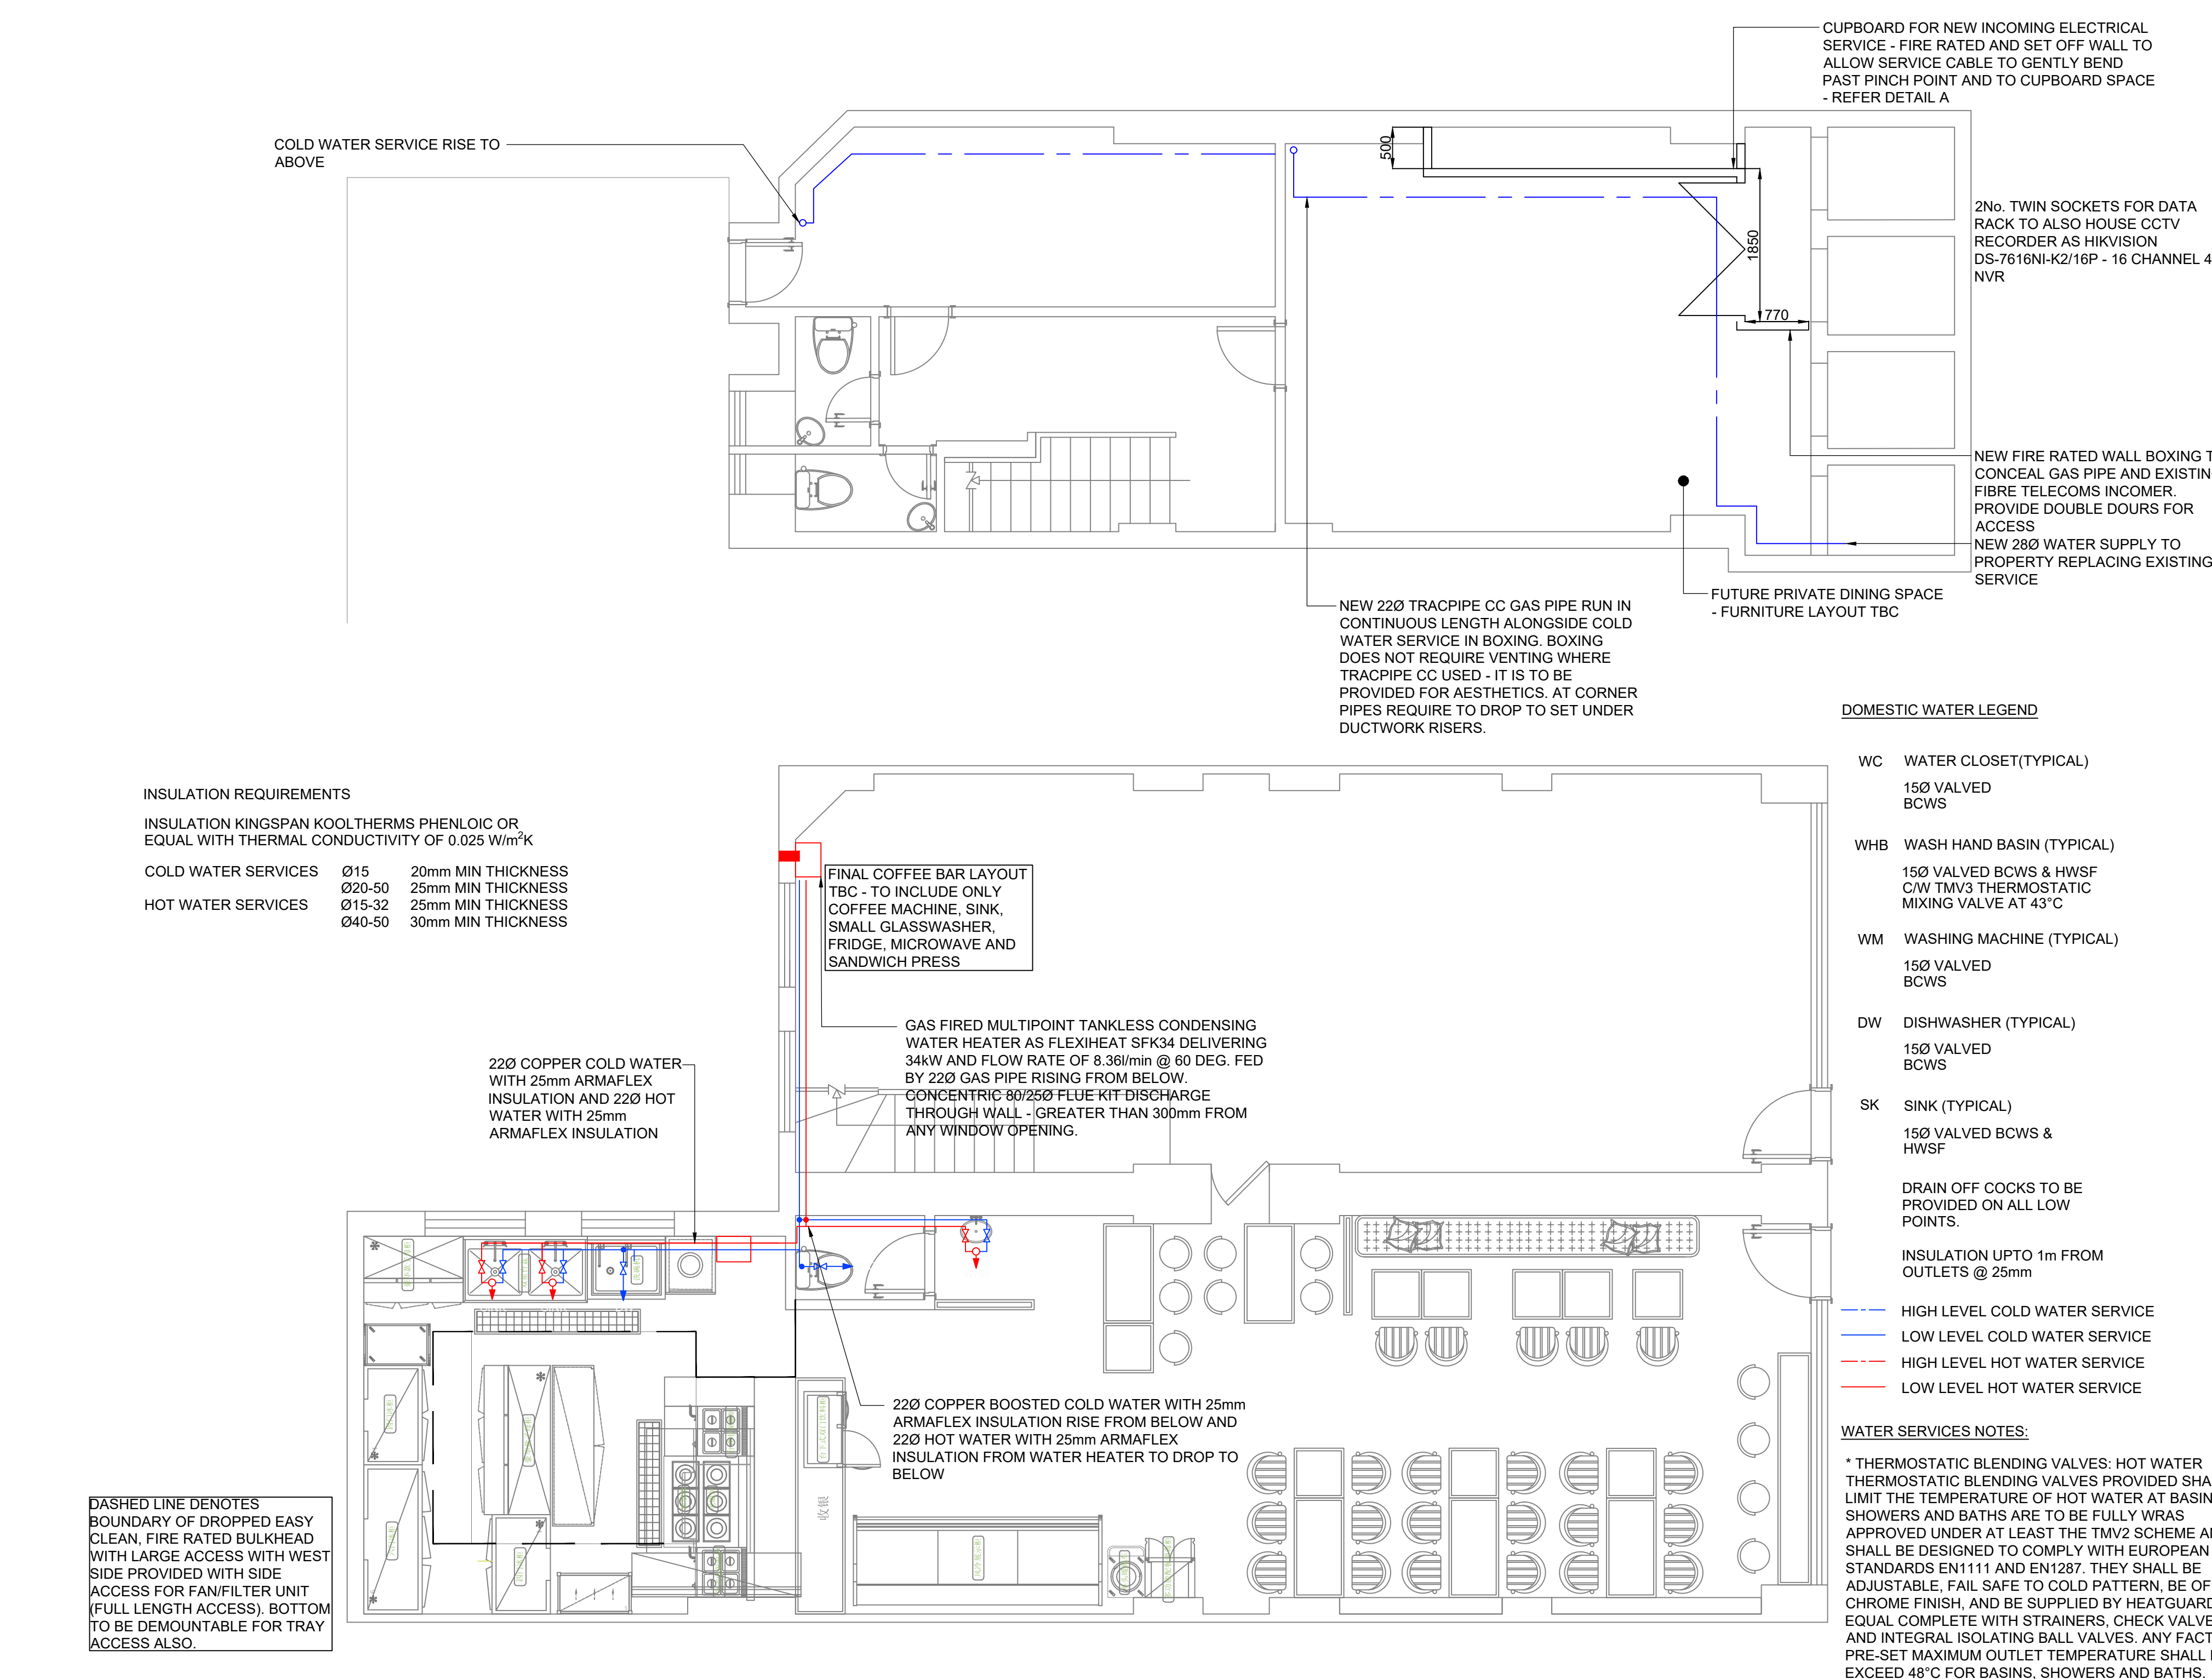 CUPBOARD FOR NEW INCOMING ELECTRICAL
SERVICE - FIRE RATED AND SET OFF WALL TO
ALLOW SERVICE CABLE TO GENTLY BEND
PAST PINCH POINT AND TO CUPBOARD SPACE
- REFER DETAIL A
COLD WATER SERVICE RISE TO
ABOVE
500
1850
770
2No. TWIN SOCKETS FOR DATA
RACK TO ALSO HOUSE CCTV
RECORDER AS HIKVISION
DS-7616NI-K2/16P - 16 CHANNEL 4
NVR
NEW FIRE RATED WALL BOXING T
CONCEAL GAS PIPE AND EXISTIN
FIBRE TELECOMS INCOMER.
PROVIDE DOUBLE DOURS FOR
ACCESS
NEW 28Ø WATER SUPPLY TO
PROPERTY REPLACING EXISTING
SERVICE
FUTURE PRIVATE DINING SPACE
- FURNITURE LAYOUT TBC
NEW 22Ø TRACPIPE CC GAS PIPE RUN IN
CONTINUOUS LENGTH ALONGSIDE COLD
WATER SERVICE IN BOXING. BOXING
DOES NOT REQUIRE VENTING WHERE
TRACPIPE CC USED - IT IS TO BE
PROVIDED FOR AESTHETICS. AT CORNER
PIPES REQUIRE TO DROP TO SET UNDER
DUCTWORK RISERS.
INSULATION REQUIREMENTS
INSULATION KINGSPAN KOOLTHERMS PHENLOIC OR
EQUAL WITH THERMAL CONDUCTIVITY OF 0.025 W/m²K
COLD WATER SERVICES Ø15 20mm MIN THICKNESS
Ø20-50 25mm MIN THICKNESS
HOT WATER SERVICES Ø15-32 25mm MIN THICKNESS
Ø40-50 30mm MIN THICKNESS
FINAL COFFEE BAR LAYOUT
TBC - TO INCLUDE ONLY
COFFEE MACHINE, SINK,
SMALL GLASSWASHER,
FRIDGE, MICROWAVE AND
SANDWICH PRESS
GAS FIRED MULTIPOINT TANKLESS CONDENSING
WATER HEATER AS FLEXIHEAT SFK34 DELIVERING
34kW AND FLOW RATE OF 8.36l/min @ 60 DEG. FED
BY 22Ø GAS PIPE RISING FROM BELOW.
CONCENTRIC 80/25Ø FLUE KIT DISCHARGE
THROUGH WALL - GREATER THAN 300mm FROM
ANY WINDOW OPENING.
22Ø COPPER COLD WATER
WITH 25mm ARMAFLEX
INSULATION AND 22Ø HOT
WATER WITH 25mm
ARMAFLEX INSULATION
22Ø COPPER BOOSTED COLD WATER WITH 25mm
ARMAFLEX INSULATION RISE FROM BELOW AND
22Ø HOT WATER WITH 25mm ARMAFLEX
INSULATION FROM WATER HEATER TO DROP TO
BELOW
收银
DASHED LINE DENOTES
BOUNDARY OF DROPPED EASY
CLEAN, FIRE RATED BULKHEAD
WITH LARGE ACCESS WITH WEST
SIDE PROVIDED WITH SIDE
ACCESS FOR FAN/FILTER UNIT
(FULL LENGTH ACCESS). BOTTOM
TO BE DEMOUNTABLE FOR TRAY
ACCESS ALSO.
DOMESTIC WATER LEGEND
WC WATER CLOSET(TYPICAL)
15Ø VALVED
BCWS
WHB WASH HAND BASIN (TYPICAL)
15Ø VALVED BCWS & HWSF
C/W TMV3 THERMOSTATIC
MIXING VALVE AT 43°C
WM WASHING MACHINE (TYPICAL)
15Ø VALVED
BCWS
DW DISHWASHER (TYPICAL)
15Ø VALVED
BCWS
SK SINK (TYPICAL)
15Ø VALVED BCWS &
HWSF
DRAIN OFF COCKS TO BE
PROVIDED ON ALL LOW
POINTS.
INSULATION UPTO 1m FROM
OUTLETS @ 25mm
HIGH LEVEL COLD WATER SERVICE
LOW LEVEL COLD WATER SERVICE
HIGH LEVEL HOT WATER SERVICE
LOW LEVEL HOT WATER SERVICE
WATER SERVICES NOTES:
* THERMOSTATIC BLENDING VALVES: HOT WATER
THERMOSTATIC BLENDING VALVES PROVIDED SHA
LIMIT THE TEMPERATURE OF HOT WATER AT BASIN
SHOWERS AND BATHS ARE TO BE FULLY WRAS
APPROVED UNDER AT LEAST THE TMV2 SCHEME A
SHALL BE DESIGNED TO COMPLY WITH EUROPEAN
STANDARDS EN1111 AND EN1287. THEY SHALL BE
ADJUSTABLE, FAIL SAFE TO COLD PATTERN, BE OF
CHROME FINISH, AND BE SUPPLIED BY HEATGUARD
EQUAL COMPLETE WITH STRAINERS, CHECK VALVE
AND INTEGRAL ISOLATING BALL VALVES. ANY FACT
PRE-SET MAXIMUM OUTLET TEMPERATURE SHALL
EXCEED 48°C FOR BASINS, SHOWERS AND BATHS.